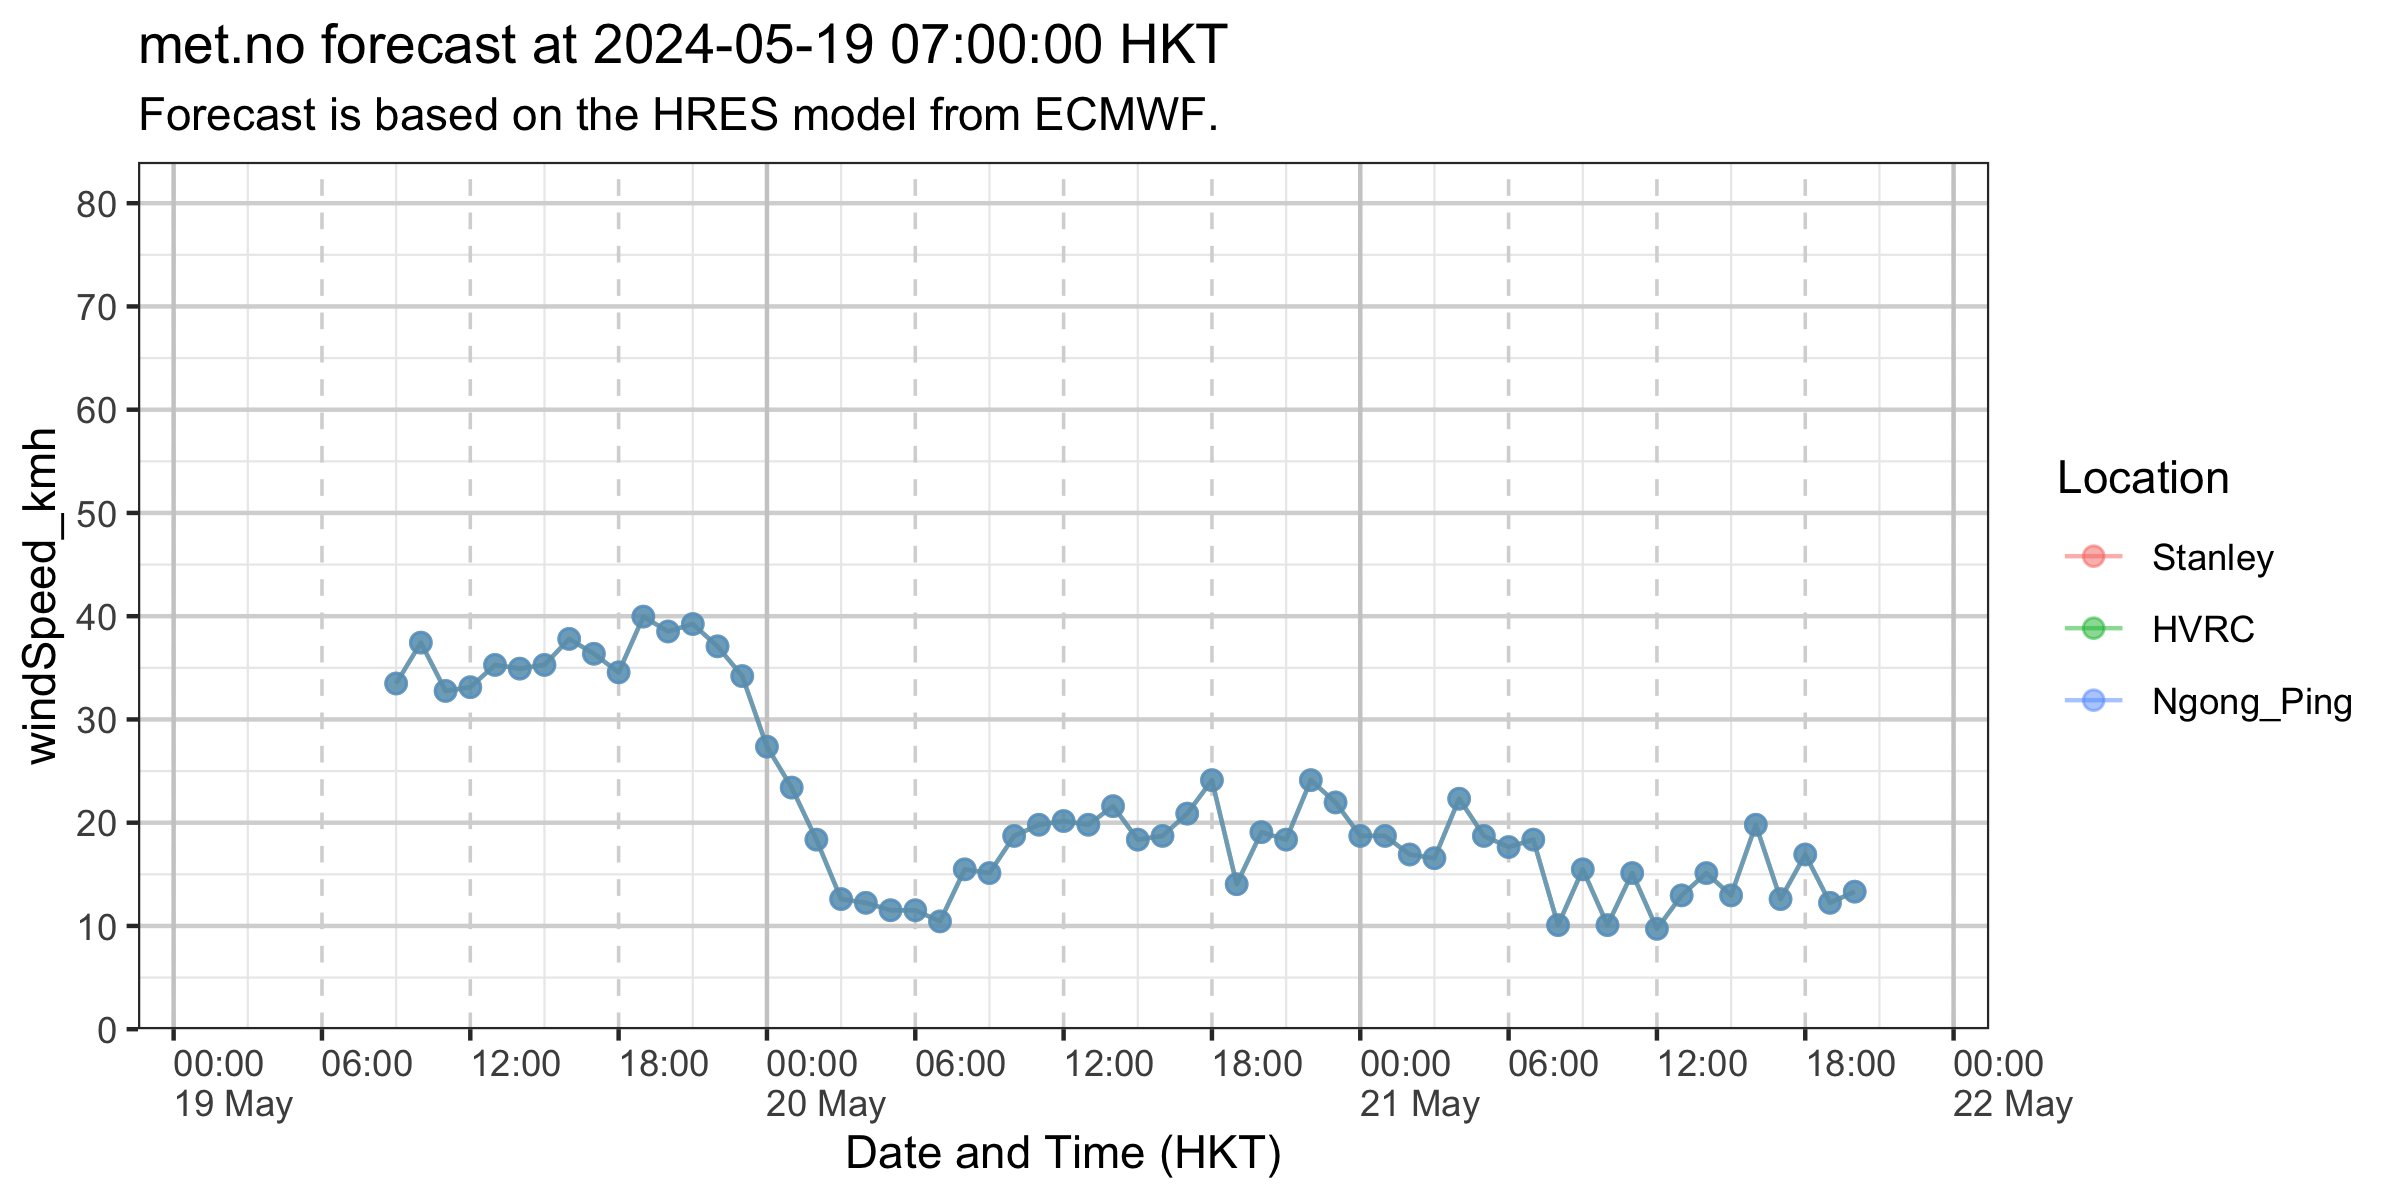 met.no forecast at 2024-05-19 07:00:00 HKT
Forecast is based on the HRES model from ECMWF.
windSpeed_kmh
80
70
60
50
40
30
20
10
0
00:00 06:00 12:00 18:00 00:00 06:00 12:00 18:00 00:00 06:00 12:00 18:00 00:00
19 May 20 May 21 May 22 May
Date and Time (HKT)
Location
Stanley
HVRC
Ngong_Ping